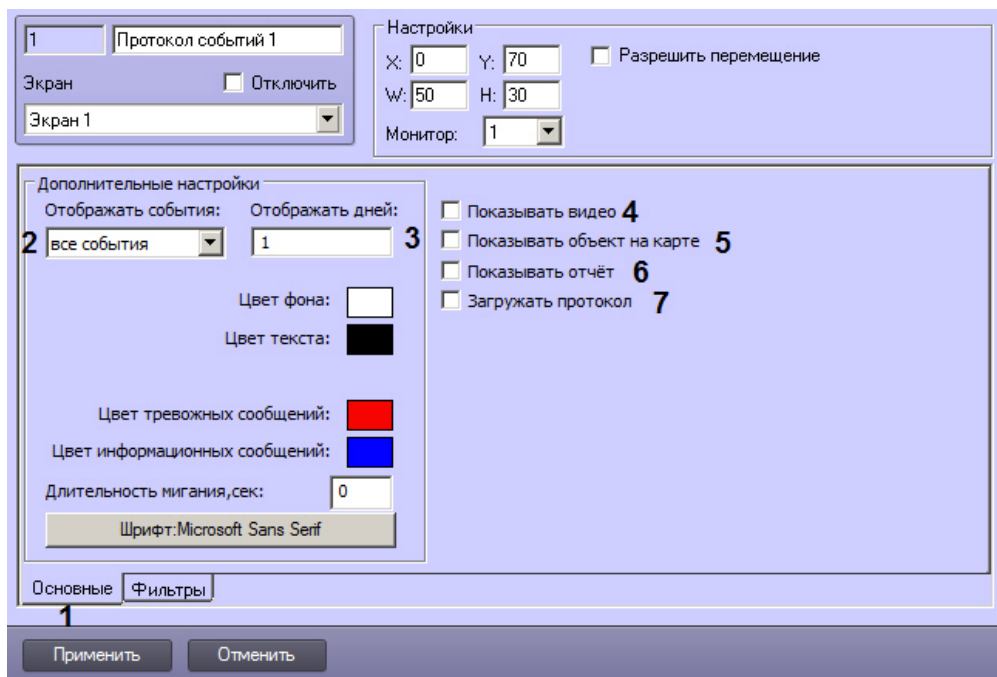 1 Протокол событий 1
Экран Отключить
Экран 1
Настройки
X: 0 Y: 70 Разрешить перемещение
W: 50 H: 30
Монитор: 1
Дополнительные настройки
Отображать события: Отображать дней:
2 все события 1 3
Цвет фона:
Цвет текста:
Цвет тревожных сообщений:
Цвет информационных сообщений:
Длительность мигания,сек: 0
Шрифт:Microsoft Sans Serif
Показывать видео 4
Показывать объект на карте 5
Показывать отчёт 6
Загружать протокол 7
Основные Фильтры
1
Применить Отменить